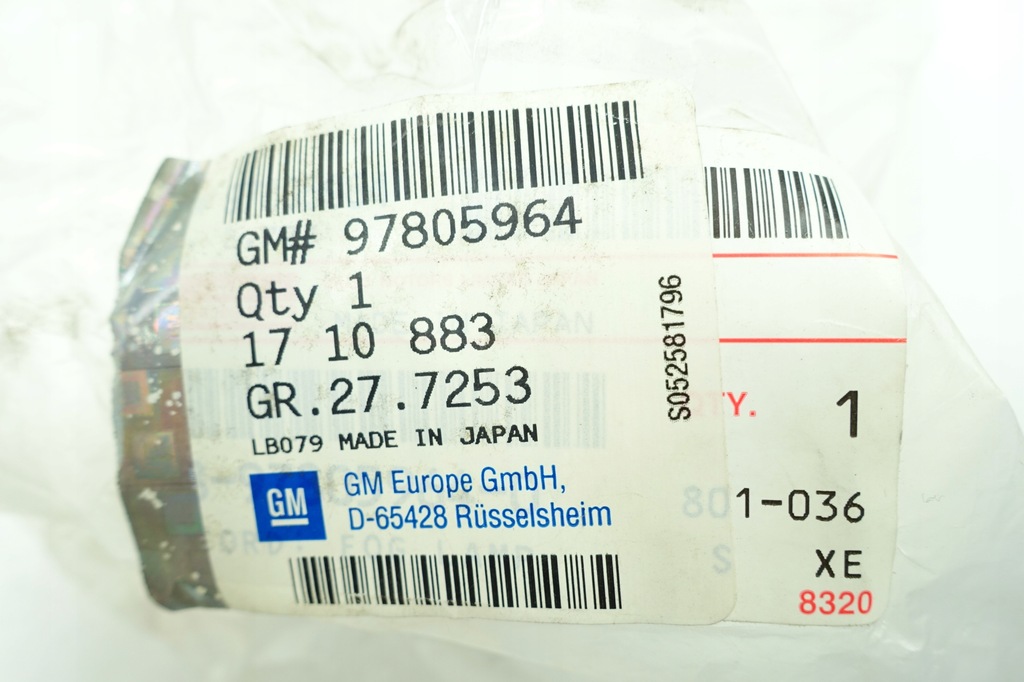 GM# 97805964
Qty 1
17 10 883
GR.27.7253
LB079 MADE IN JAPAN
GM
GM Europe GmbH,
D-65428 Rüsselsheim
S052581796
TY. 1
801-036
S XE
8320